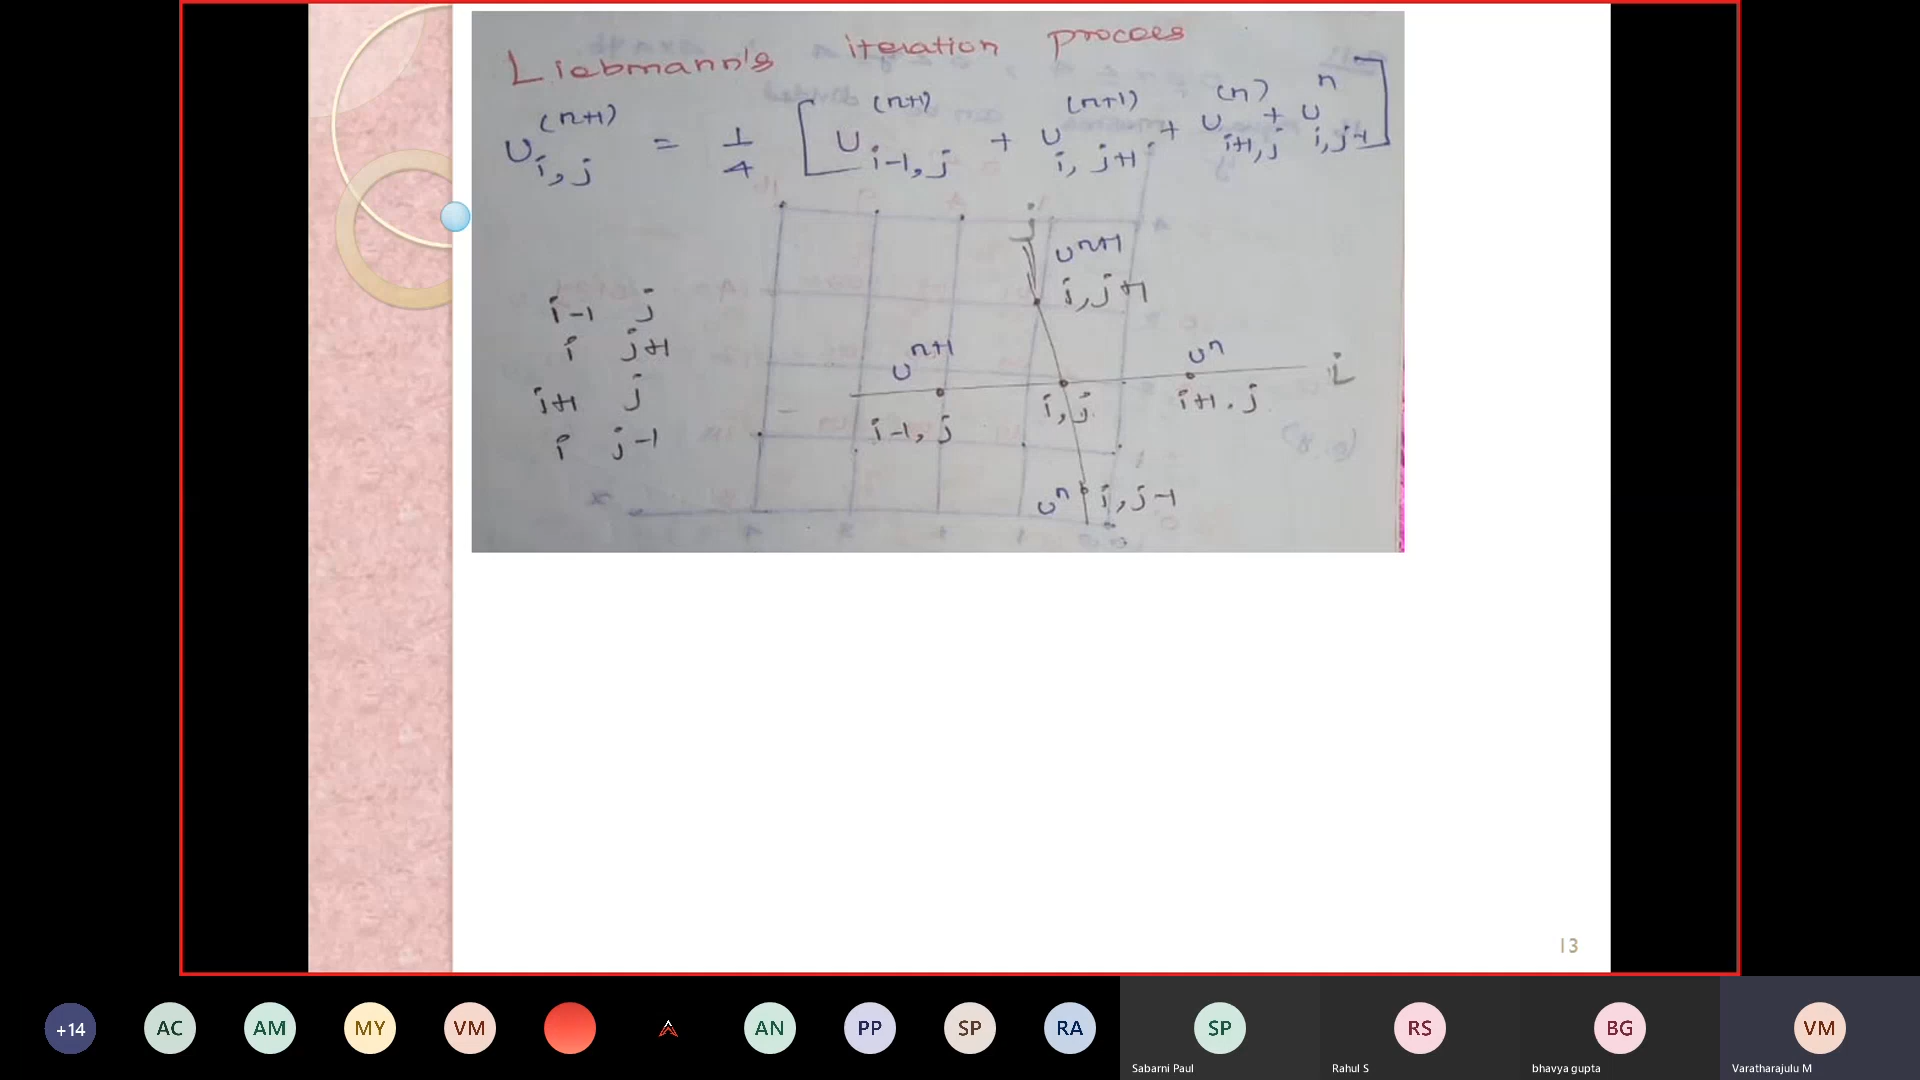 Liebmann's iteration process
U i,j (n+1) = 1/4 [ U i-1,j (n+1) + U i,j+1 (n+1) + U i+1,j (n) + U i,j-1 n ]
j
U n+1
i, j+1
i-1 j
i j+1
i+1 j
i j-1
U n+1
U n
i
i-1, j
i, j
i+1, j
U n i, j-1
13
+14
AC
AM
MY
VM
AN
PP
SP
RA
SP
RS
BG
VM
Sabarni Paul
Rahul S
bhavya gupta
Varatharajulu M